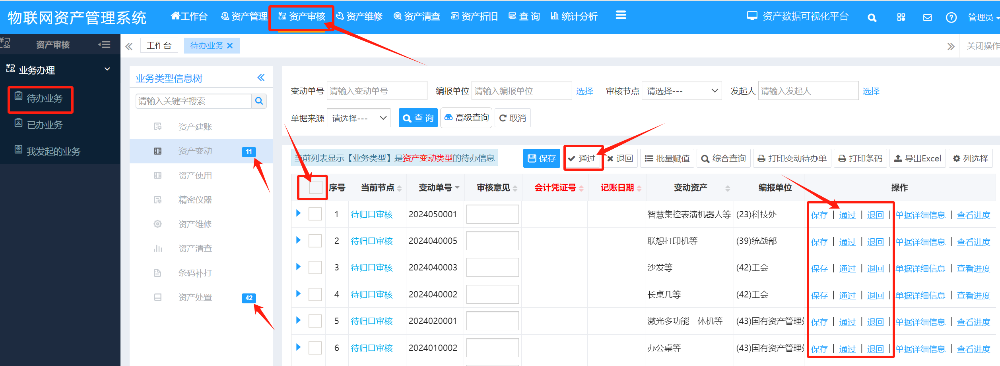 物联网资产管理系统
工作台 资产管理 资产审核 资产维修 资产清查 资产折旧 查 询 统计分析 资产数据可视化平台 管理员
资产审核
业务办理
待办业务
已办业务
我发起的业务
工作台 待办业务 关闭操作
业务类型信息树
请输入关键字搜索
资产建账
资产变动 11
资产使用
精密仪器
资产维修
资产清查
条码补打
资产处置 42
变动单号 请输入变动单号 编报单位 请输入编报单位 选择 审核节点 请选择--- 发起人 请输入发起人 选择
单据来源 请选择--- 查 询 高级查询 取消
当前列表显示【业务类型】是资产变动类型的待办信息 保存 通过 退回 批量赋值 综合查询 打印变动待办单 打印条码 导出Excel 列选择
序号 当前节点 变动单号 审核意见 会计凭证号 记账日期 变动资产 编报单位 操作
1 待归口审核 2024050001 智慧集控表演机器人等 (23)科技处 保存 | 通过 | 退回 | 单据详细信息 | 查看进度
2 待归口审核 2024040005 联想打印机等 (39)统战部 保存 | 通过 | 退回 | 单据详细信息 | 查看进度
3 待归口审核 2024040003 沙发等 (42)工会 保存 | 通过 | 退回 | 单据详细信息 | 查看进度
4 待归口审核 2024040002 长桌几等 (42)工会 保存 | 通过 | 退回 | 单据详细信息 | 查看进度
5 待归口审核 2024020001 激光多功能一体机等 (43)国有资产管理处 保存 | 通过 | 退回 | 单据详细信息 | 查看进度
6 待归口审核 2024010002 办公桌等 (43)国有资产管理处 保存 | 通过 | 退回 | 单据详细信息 | 查看进度